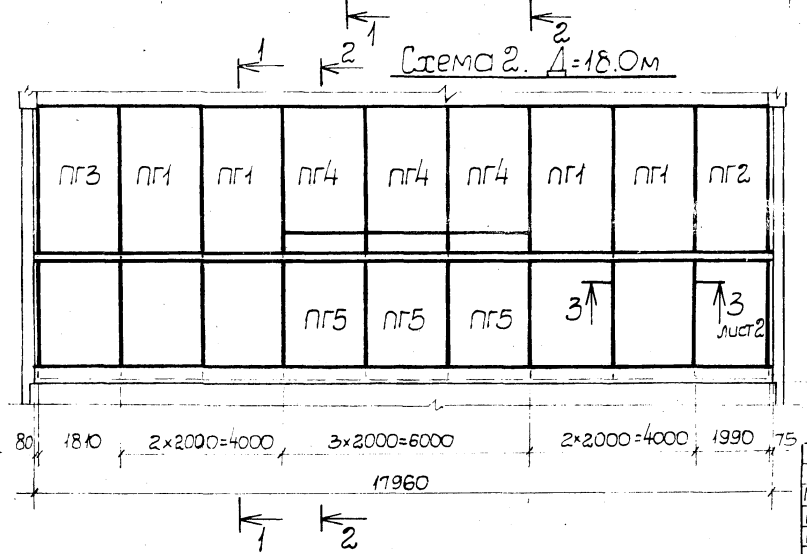 1 2
1 2 Схема 2. Д=18.0м
ПГ3 ПГ1 ПГ1 ПГ4 ПГ4 ПГ4 ПГ1 ПГ1 ПГ2
ПГ5 ПГ5 ПГ5 3 3
лист2
80 1810 2×2000=4000 3×2000=6000 2×2000=4000 1990 75
17960
1 2